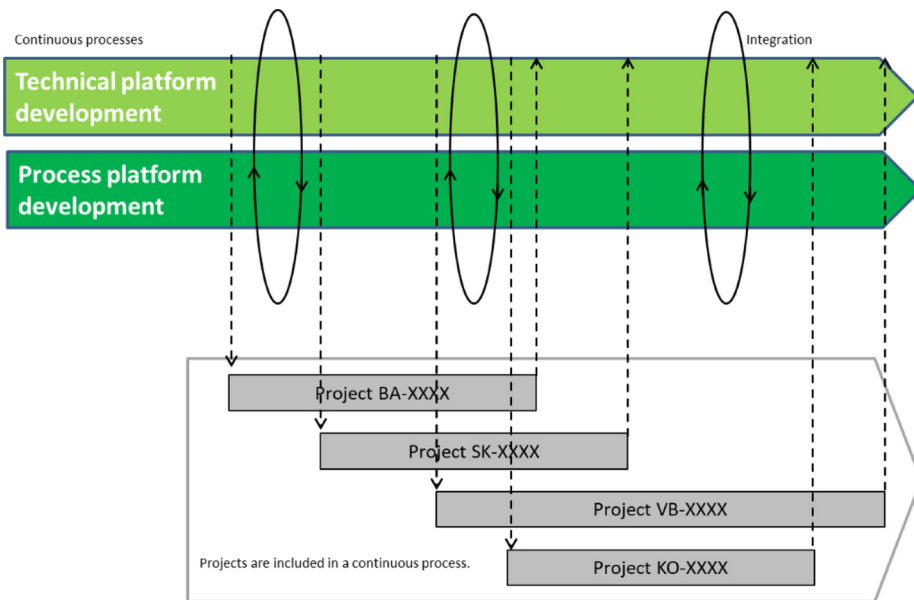 Continuous processes
Integration
Technical platform
development
Process platform
development
Project BA-XXXX
Project SK-XXXX
Project VB-XXXX
Projects are included in a continuous process.
Project KO-XXXX